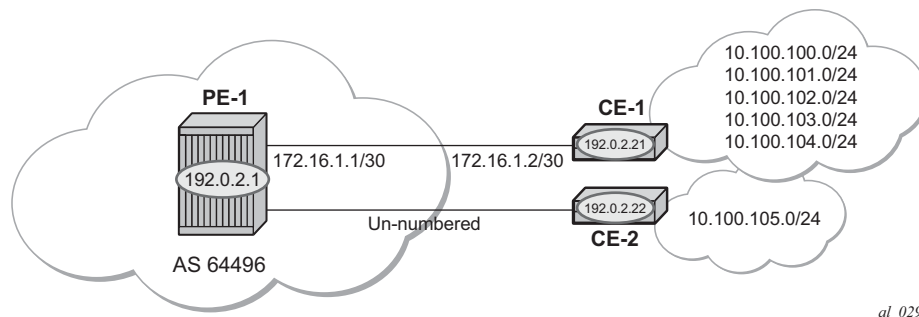 PE-1
192.0.2.1
AS 64496
172.16.1.1/30
172.16.1.2/30
Un-numbered
CE-1
192.0.2.21
192.0.2.22
CE-2
10.100.100.0/24
10.100.101.0/24
10.100.102.0/24
10.100.103.0/24
10.100.104.0/24
10.100.105.0/24
al_029